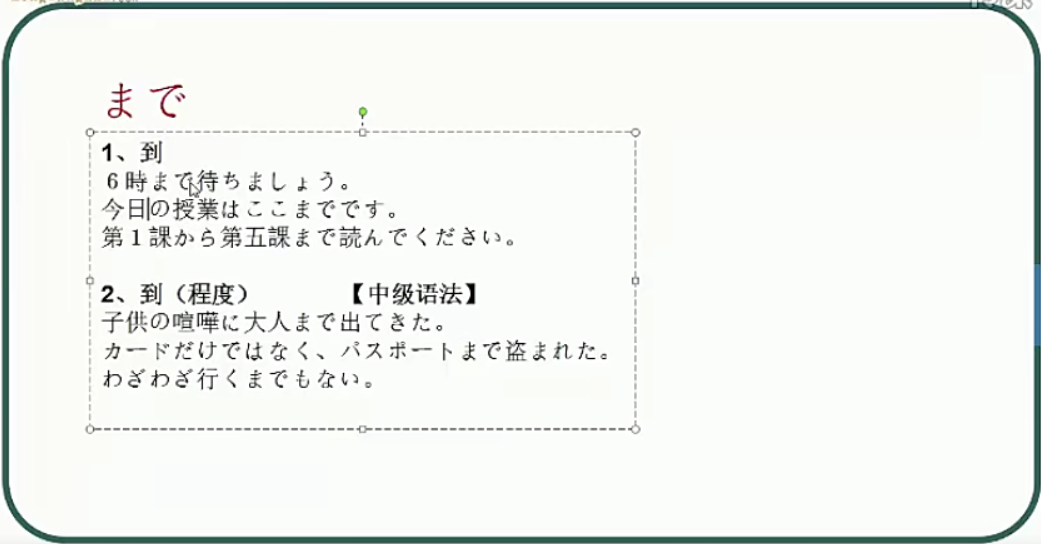 まで
1、到
６時まで待ちましょう。
今日の授業はここまでです。
第１課から第五課まで読んでください。
2、到（程度） 【中级语法】
子供の喧嘩に大人まで出てきた。
カードだけではなく、パスポートまで盗まれた。
わざわざ行くまでもない。